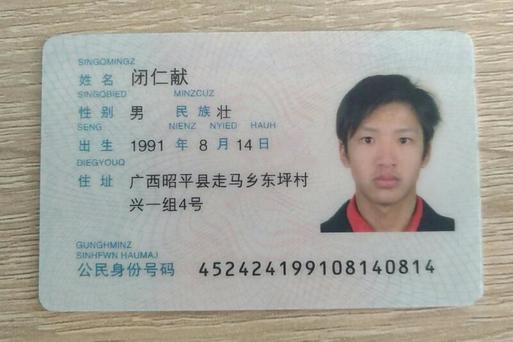 SINGQMINGZ
姓名 闭仁献
SINGQBIED MINZCUZ
性别 男 民族 壮
SENG NIENZ NYIED HAUH
出生 1991 年 8 月 14 日
DIEGYOUQ
住址 广西昭平县走马乡东坪村
兴一组4号
GUNGHMINZ
SINHFWN HAUMAJ
公民身份号码 452424199108140814